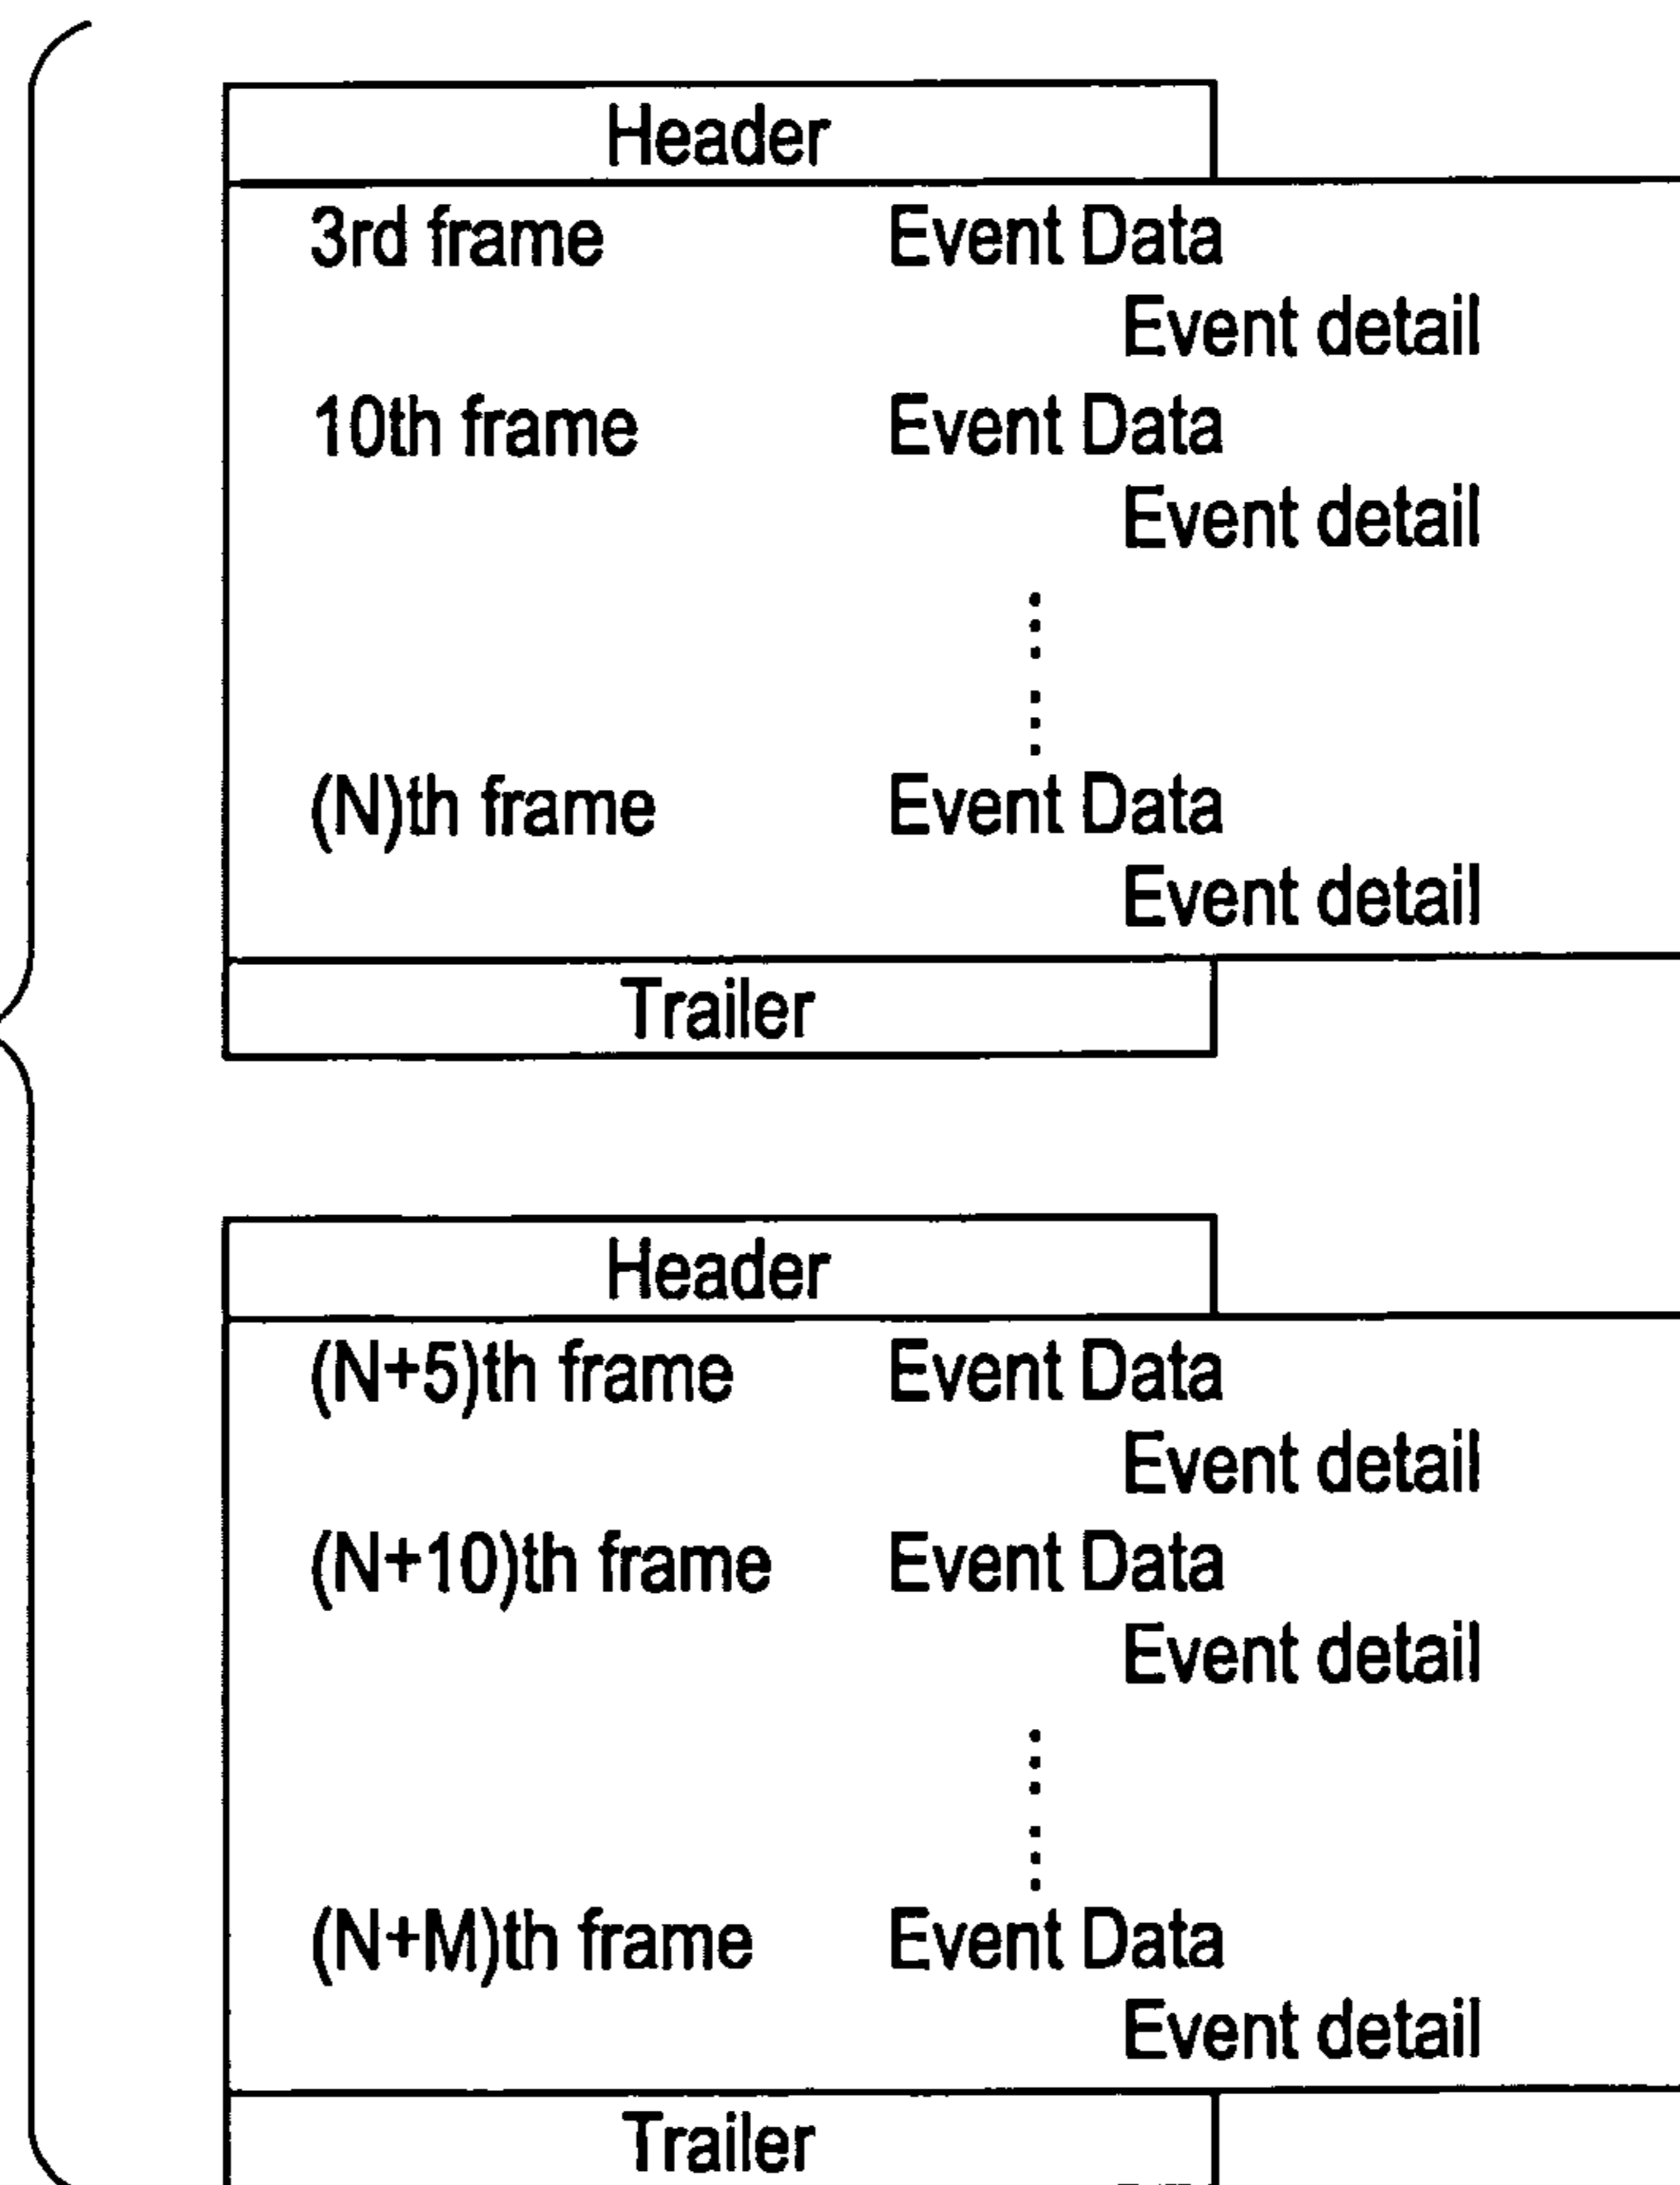 Header
3rd frame Event Data
Event detail
10th frame Event Data
Event detail
(N)th frame Event Data
Event detail
Trailer
Header
(N+5)th frame Event Data
Event detail
(N+10)th frame Event Data
Event detail
(N+M)th frame Event Data
Event detail
Trailer